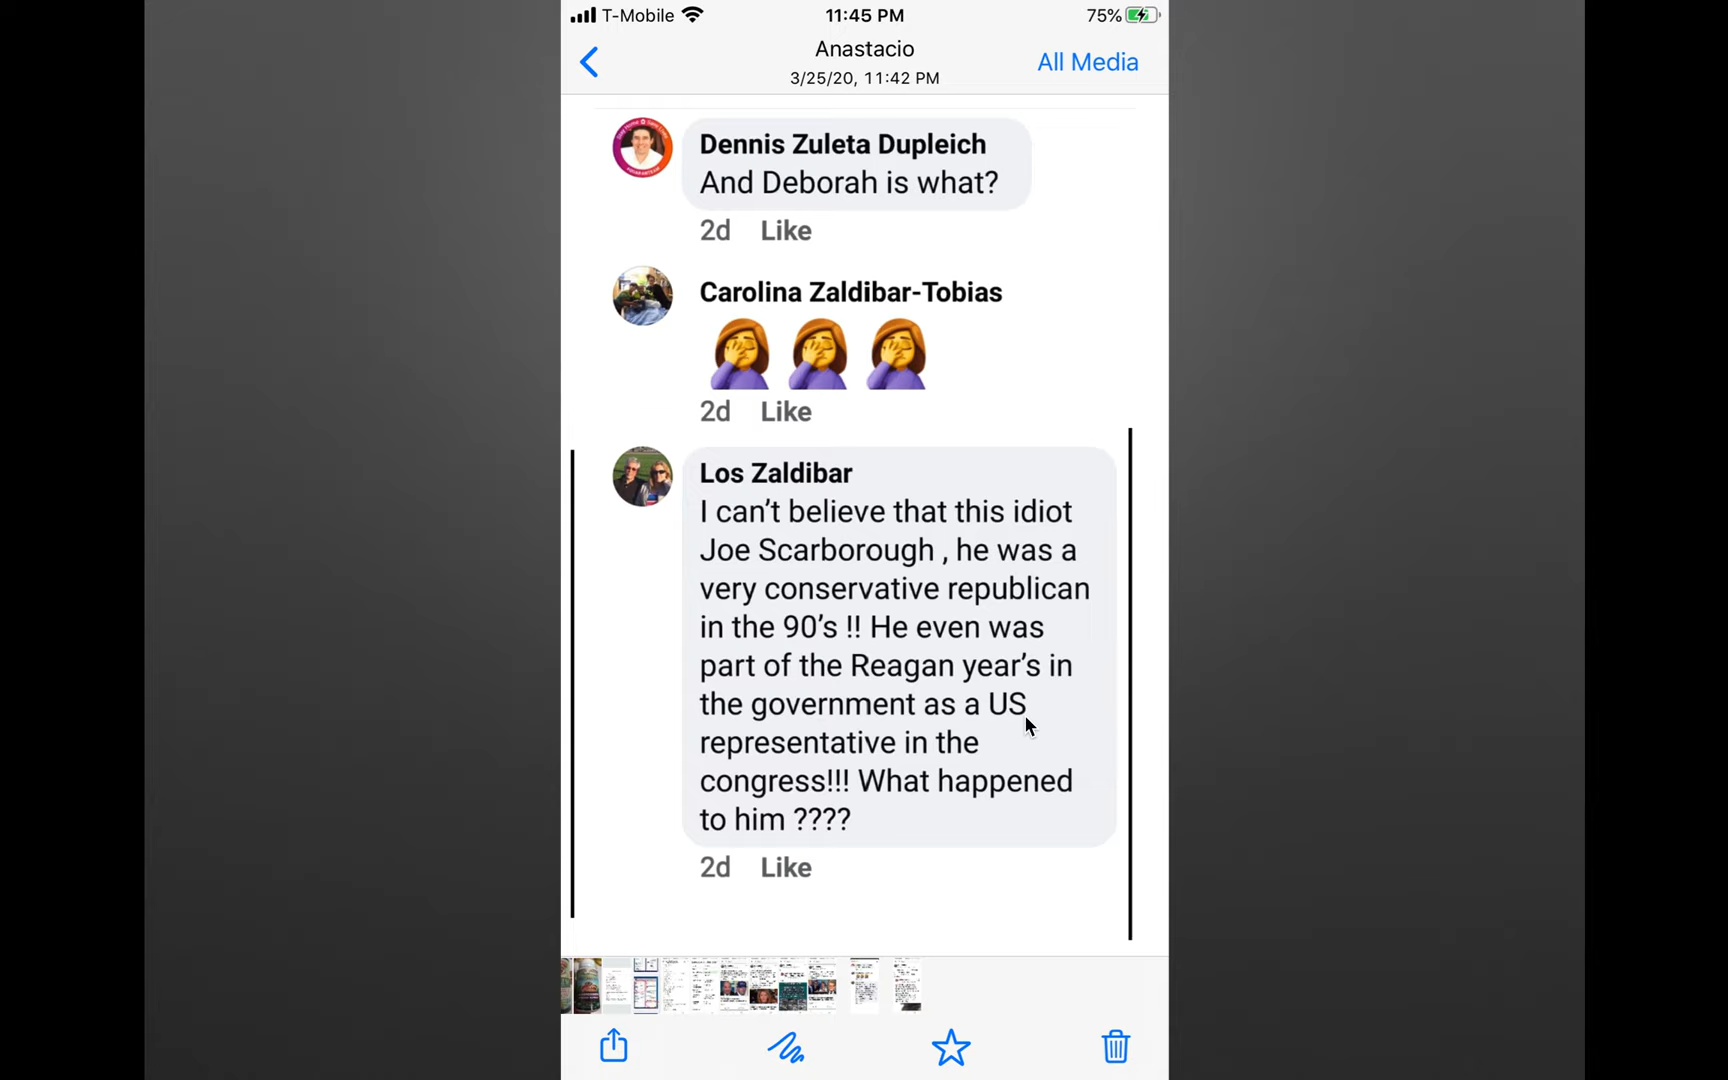 T-Mobile 11:45 PM 75%
Anastacio
3/25/20, 11:42 PM
All Media
Dennis Zuleta Dupleich
And Deborah is what?
2d Like
Carolina Zaldibar-Tobias
2d Like
Los Zaldibar
I can’t believe that this idiot
Joe Scarborough , he was a
very conservative republican
in the 90’s !! He even was
part of the Reagan year’s in
the government as a US
representative in the
congress!!! What happened
to him ????
2d Like